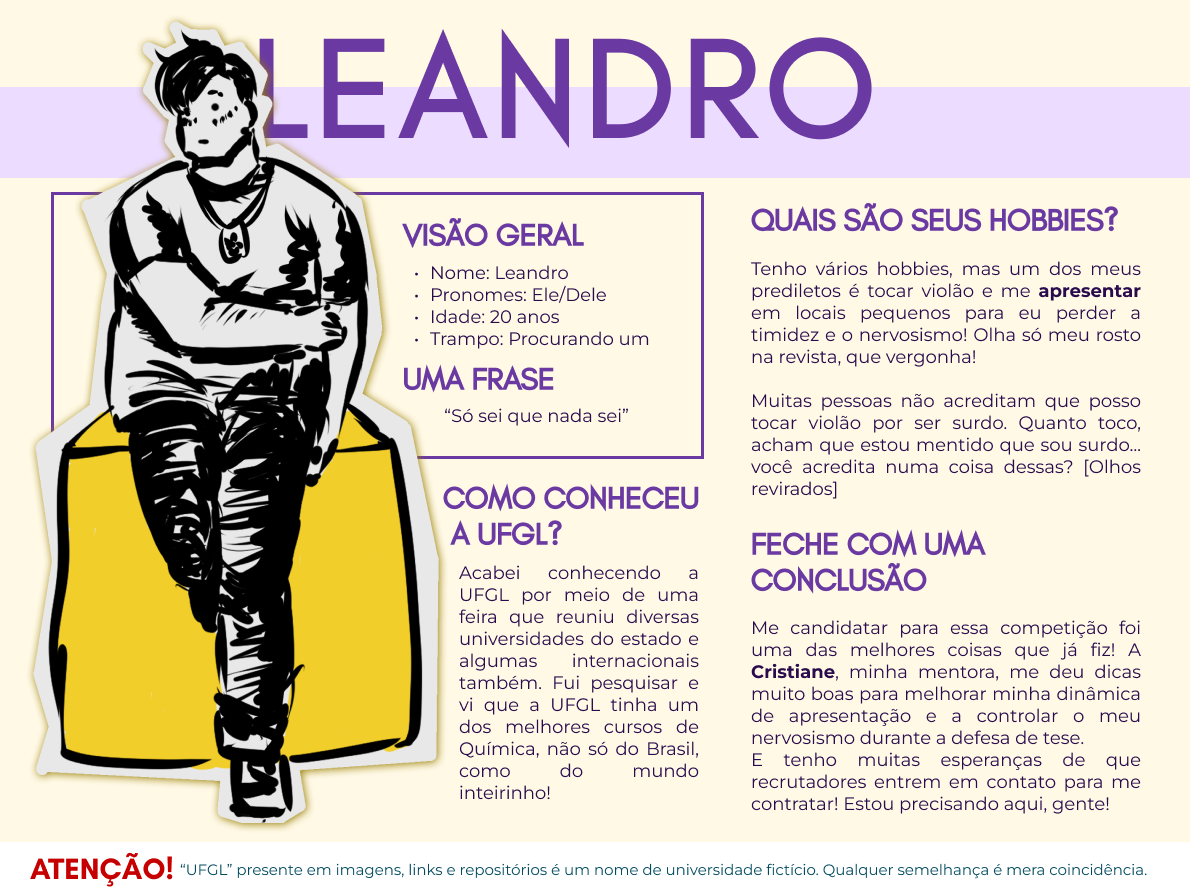 LEANDRO
VISÃO GERAL
• Nome: Leandro
• Pronomes: Ele/Dele
• Idade: 20 anos
• Trampo: Procurando um
UMA FRASE
“Só sei que nada sei”
COMO CONHECEU
A UFGL?
Acabei conhecendo a
UFGL por meio de uma
feira que reuniu diversas
universidades do estado e
algumas internacionais
também. Fui pesquisar e
vi que a UFGL tinha um
dos melhores cursos de
Química, não só do Brasil,
como do mundo
inteirinho!
QUAIS SÃO SEUS HOBBIES?
Tenho vários hobbies, mas um dos meus
prediletos é tocar violão e me apresentar
em locais pequenos para eu perder a
timidez e o nervosismo! Olha só meu rosto
na revista, que vergonha!
Muitas pessoas não acreditam que posso
tocar violão por ser surdo. Quanto toco,
acham que estou mentido que sou surdo...
você acredita numa coisa dessas? [Olhos
revirados]
FECHE COM UMA
CONCLUSÃO
Me candidatar para essa competição foi
uma das melhores coisas que já fiz! A
Cristiane, minha mentora, me deu dicas
muito boas para melhorar minha dinâmica
de apresentação e a controlar o meu
nervosismo durante a defesa de tese.
E tenho muitas esperanças de que
recrutadores entrem em contato para me
contratar! Estou precisando aqui, gente!
ATENÇÃO! “UFGL” presente em imagens, links e repositórios é um nome de universidade fictício. Qualquer semelhança é mera coincidência.